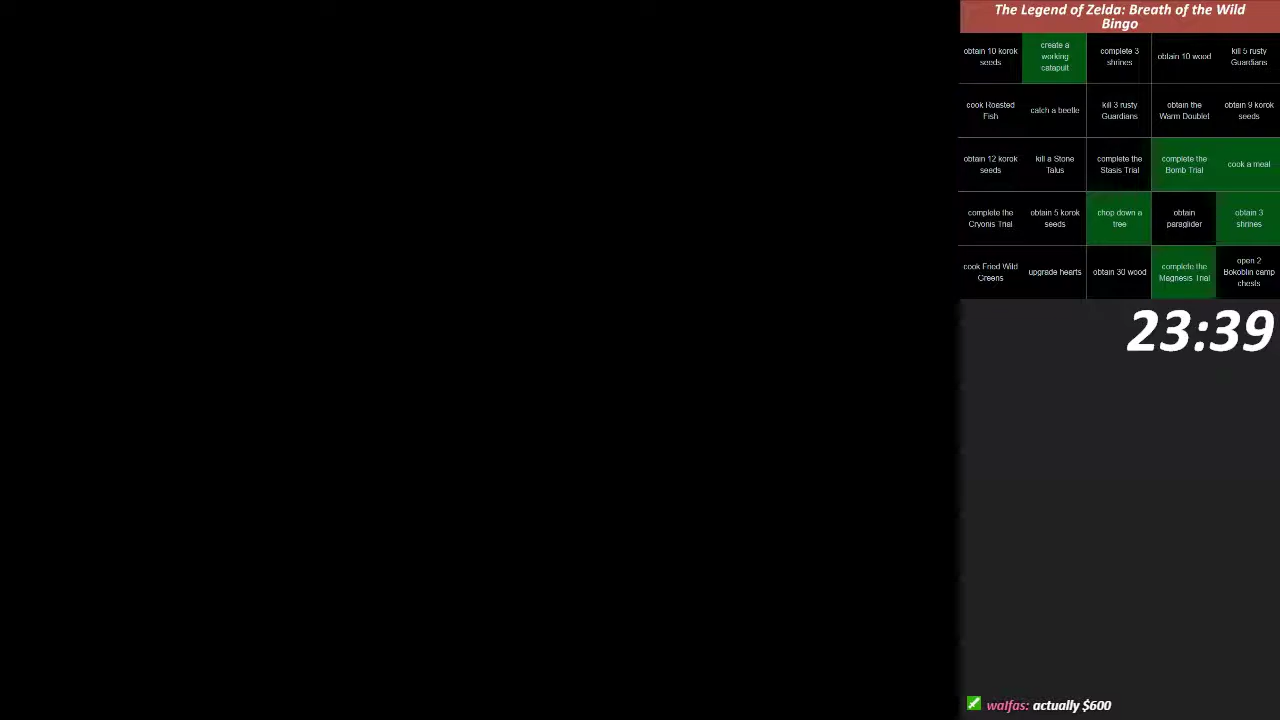 The Legend of Zelda: Breath of the Wild
Bingo
obtain 10 korok
seeds
create a
working
catapult
complete 3
shrines
obtain 10 wood
kill 5 rusty
Guardians
cook Roasted
Fish
catch a beetle
kill 3 rusty
Guardians
obtain the
Warm Doublet
obtain 9 korok
seeds
obtain 12 korok
seeds
kill a Stone
Talus
complete the
Stasis Trial
complete the
Bomb Trial
cook a meal
complete the
Cryonis Trial
obtain 5 korok
seeds
chop down a
tree
obtain
paraglider
obtain 3
shrines
cook Fried Wild
Greens
upgrade hearts
obtain 30 wood
complete the
Magnesis Trial
open 2
Bokoblin camp
chests
23:39
walfas: actually $600